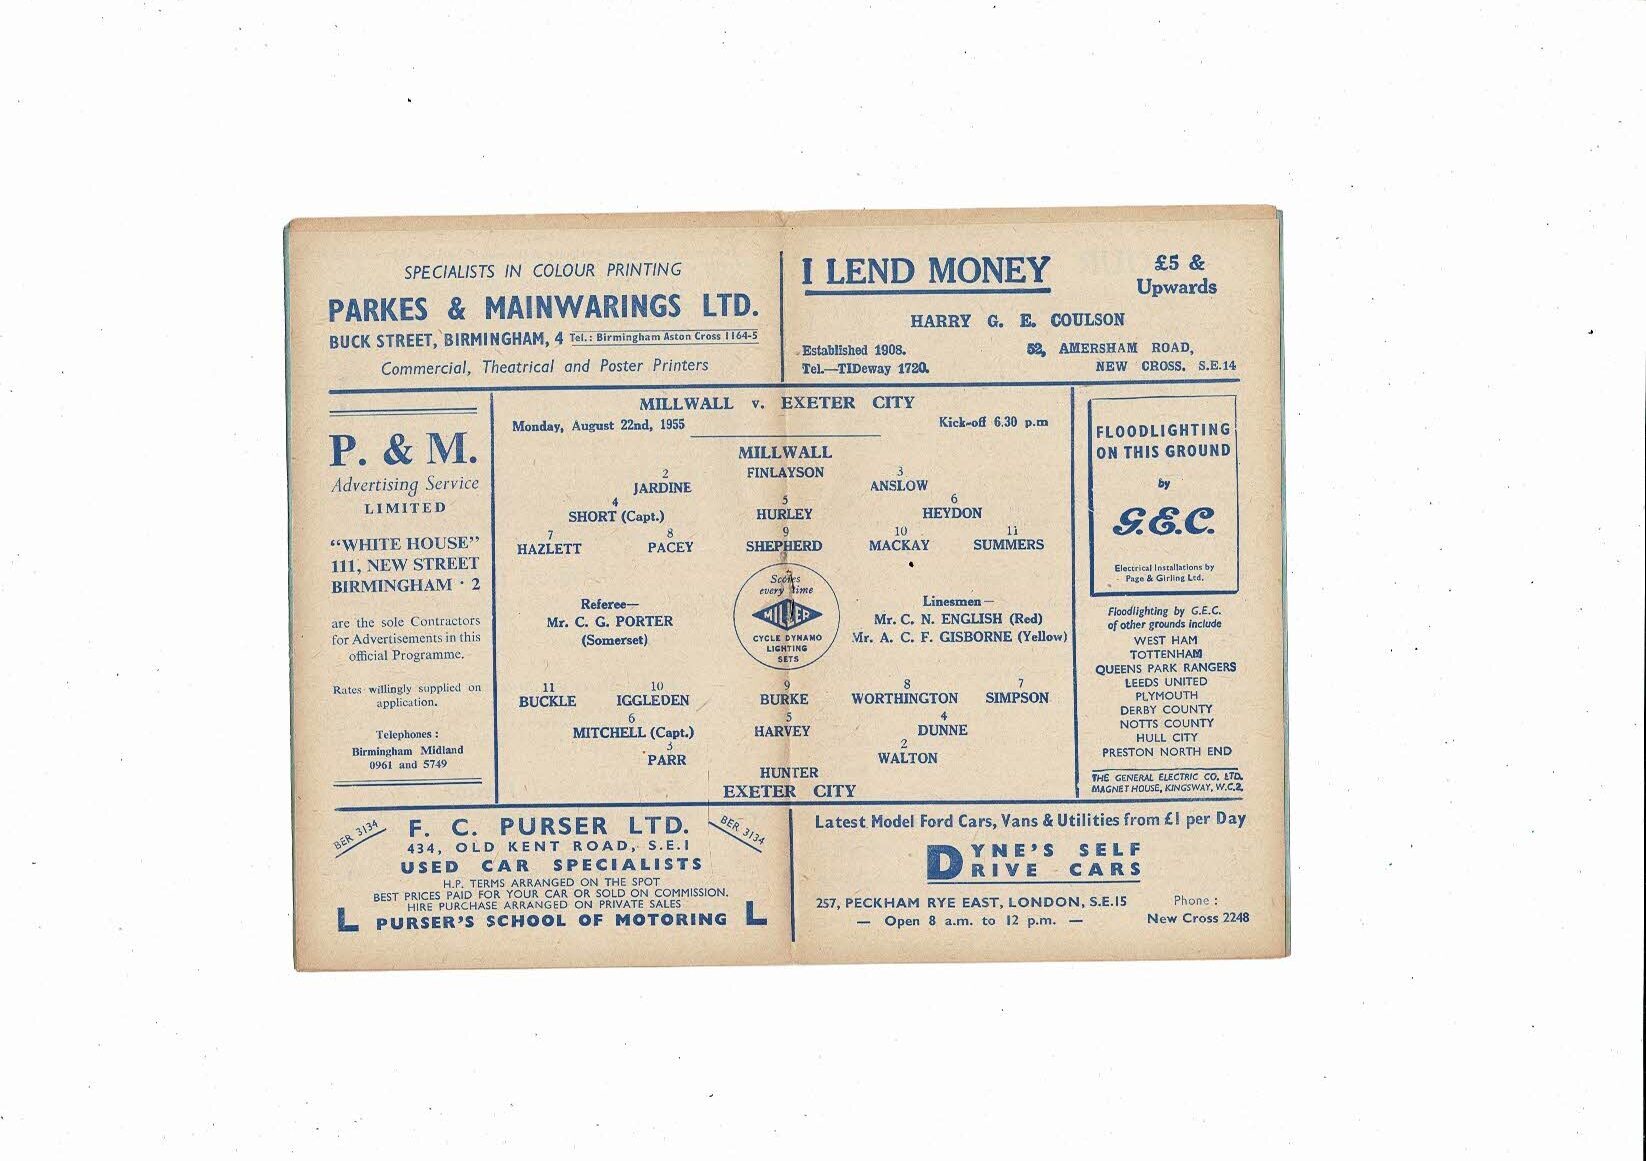 SPECIALISTS IN COLOUR PRINTING
PARKES & MAINWARINGS LTD.
BUCK STREET, BIRMINGHAM, 4 Tel.: Birmingham Aston Cross 1164-5
Commercial, Theatrical and Poster Printers
I LEND MONEY
£5 &
Upwards
HARRY G. E. COULSON
Established 1908.
52, AMERSHAM ROAD,
Tel.—TIDeway 1720.
NEW CROSS, S.E.14
P. & M.
Advertising Service
LIMITED
"WHITE HOUSE"
111, NEW STREET
BIRMINGHAM · 2
are the sole Contractors
for Advertisements in this
official Programme.
Rates willingly supplied on
application.
Telephones :
Birmingham Midland
0961 and 5749
MILLWALL v. EXETER CITY
Monday, August 22nd, 1955
Kick-off 6.30 p.m
MILLWALL
FINLAYSON
2 3
JARDINE ANSLOW
4 5 6
SHORT (Capt.) HURLEY HEYDON
7 8 9 10 11
HAZLETT PACEY SHEPHERD MACKAY SUMMERS
Referee—
Mr. C. G. PORTER
(Somerset)
Scores
every time
MILLER
CYCLE DYNAMO
LIGHTING
SETS
Linesmen—
Mr. C. N. ENGLISH (Red)
Mr. A. C. F. GISBORNE (Yellow)
11 10 9 8 7
BUCKLE IGGLEDEN BURKE WORTHINGTON SIMPSON
6 5 4
MITCHELL (Capt.) HARVEY DUNNE
3 2
PARR WALTON
HUNTER
EXETER CITY
FLOODLIGHTING
ON THIS GROUND
by
G.E.C.
Electrical Installations by
Page & Girling Ltd.
Floodlighting by G.E.C.
of other grounds include
WEST HAM
TOTTENHAM
QUEENS PARK RANGERS
LEEDS UNITED
PLYMOUTH
DERBY COUNTY
NOTTS COUNTY
HULL CITY
PRESTON NORTH END
THE GENERAL ELECTRIC CO. LTD.
MAGNET HOUSE, KINGSWAY, W.C.2.
BER 3134
F. C. PURSER LTD.
BER 3134
434, OLD KENT ROAD, S.E.1
USED CAR SPECIALISTS
H.P. TERMS ARRANGED ON THE SPOT
BEST PRICES PAID FOR YOUR CAR OR SOLD ON COMMISSION.
HIRE PURCHASE ARRANGED ON PRIVATE SALES
L PURSER'S SCHOOL OF MOTORING L
Latest Model Ford Cars, Vans & Utilities from £1 per Day
DYNE'S SELF
DRIVE CARS
257, PECKHAM RYE EAST, LONDON, S.E.15
Phone :
— Open 8 a.m. to 12 p.m. —
New Cross 2248